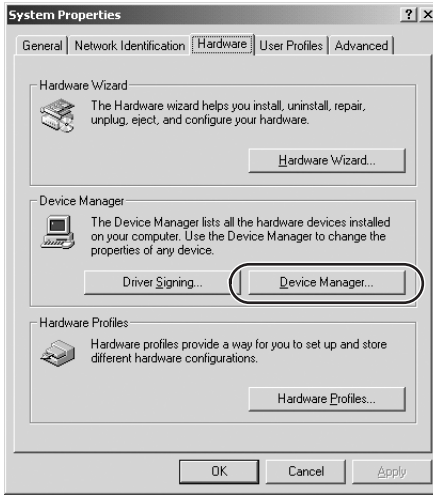 System Properties
General Network Identification Hardware User Profiles Advanced
Hardware Wizard
The Hardware wizard helps you install, uninstall, repair,
unplug, eject, and configure your hardware.
Hardware Wizard...
Device Manager
The Device Manager lists all the hardware devices installed
on your computer. Use the Device Manager to change the
properties of any device.
Driver Signing... Device Manager...
Hardware Profiles
Hardware profiles provide a way for you to set up and store
different hardware configurations.
Hardware Profiles...
OK Cancel Apply